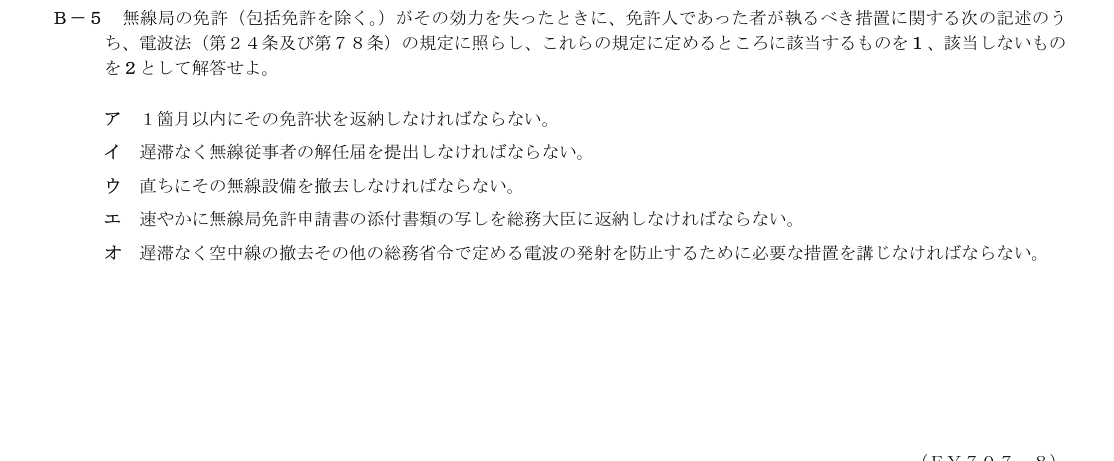 B－5　無線局の免許（包括免許を除く。）がその効力を失ったときに、免許人であった者が執るべき措置に関する次の記述のう
ち、電波法（第２４条及び第７８条）の規定に照らし、これらの規定に定めるところに該当するものを1、該当しないもの
を2として解答せよ。
ア　１箇月以内にその免許状を返納しなければならない。
イ　遅滞なく無線従事者の解任届を提出しなければならない。
ウ　直ちにその無線設備を撤去しなければならない。
エ　速やかに無線局免許申請書の添付書類の写しを総務大臣に返納しなければならない。
オ　遅滞なく空中線の撤去その他の総務省令で定める電波の発射を防止するために必要な措置を講じなければならない。